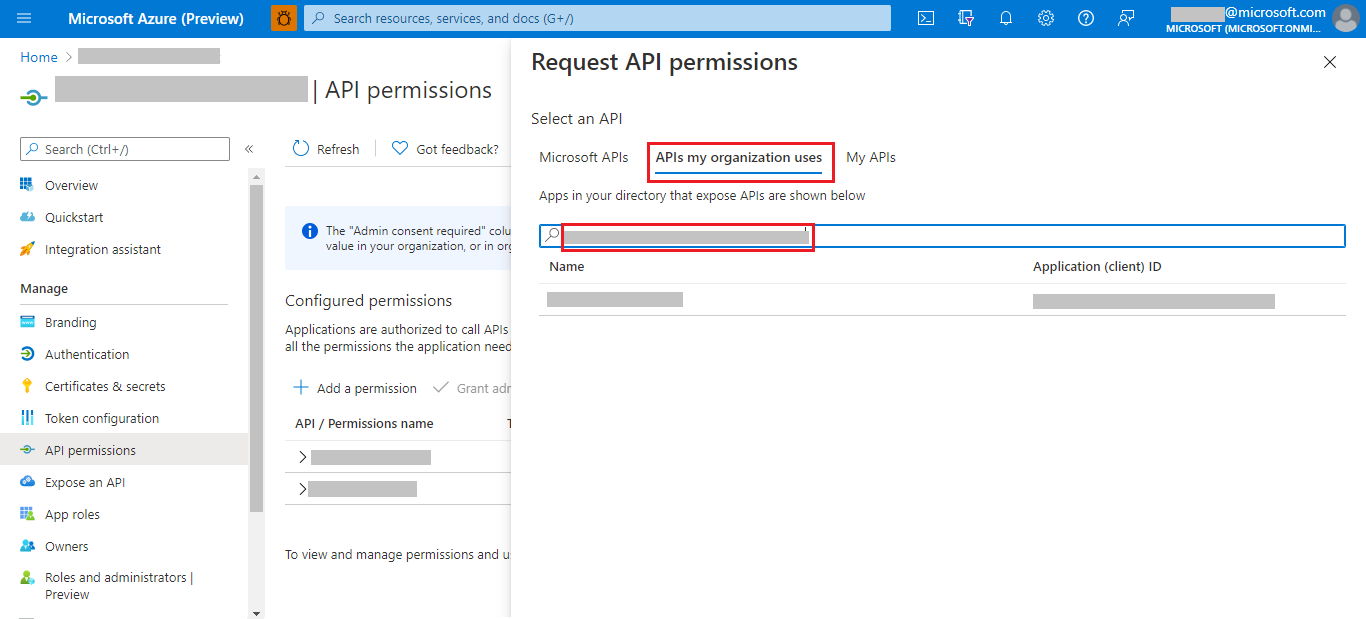 Microsoft Azure (Preview)
Search resources, services, and docs (G+/)
@microsoft.com
MICROSOFT (MICROSOFT.ONMI...
Home
| API permissions
Search (Ctrl+/)
«
Overview
Quickstart
Integration assistant
Manage
Branding
Authentication
Certificates & secrets
Token configuration
API permissions
Expose an API
App roles
Owners
Roles and administrators |
Preview
Refresh
Got feedback?
The "Admin consent required" colu
value in your organization, or in org
Configured permissions
Applications are authorized to call APIs
all the permissions the application need
Add a permission
Grant adr
API / Permissions name
T
To view and manage permissions and us
Request API permissions
Select an API
Microsoft APIs
APIs my organization uses
My APIs
Apps in your directory that expose APIs are shown below
Name
Application (client) ID